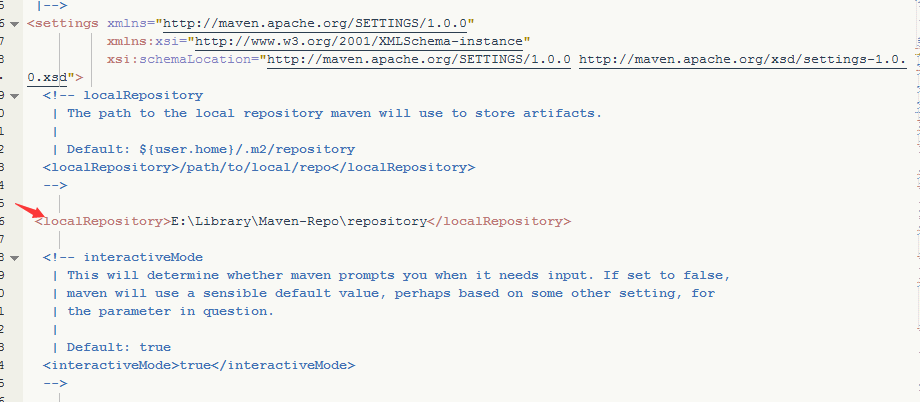 |-->
<settings xmlns="http://maven.apache.org/SETTINGS/1.0.0"
xmlns:xsi="http://www.w3.org/2001/XMLSchema-instance"
xsi:schemaLocation="http://maven.apache.org/SETTINGS/1.0.0 http://maven.apache.org/xsd/settings-1.0.
0.xsd">
<!-- localRepository
| The path to the local repository maven will use to store artifacts.
|
| Default: ${user.home}/.m2/repository
<localRepository>/path/to/local/repo</localRepository>
-->
<localRepository>E:\Library\Maven-Repo\repository</localRepository>
<!-- interactiveMode
| This will determine whether maven prompts you when it needs input. If set to false,
| maven will use a sensible default value, perhaps based on some other setting, for
| the parameter in question.
|
| Default: true
<interactiveMode>true</interactiveMode>
-->